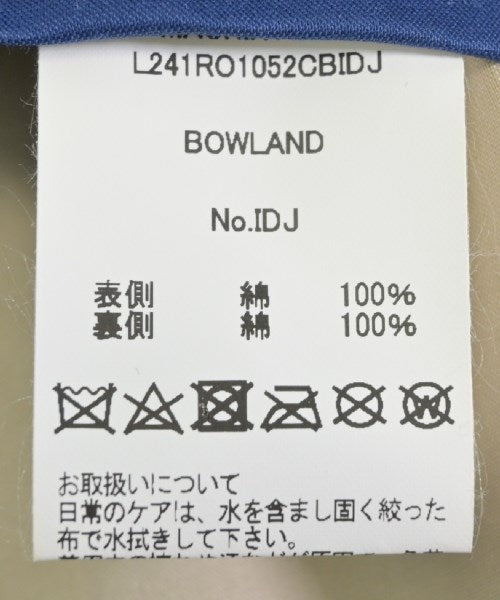 L241RO1052CBIDJ
BOWLAND
No.IDJ
表側 綿 100%
裏側 綿 100%
お取扱いについて
日常のケアは、水を含まし固く絞った
布で水拭きして下さい。